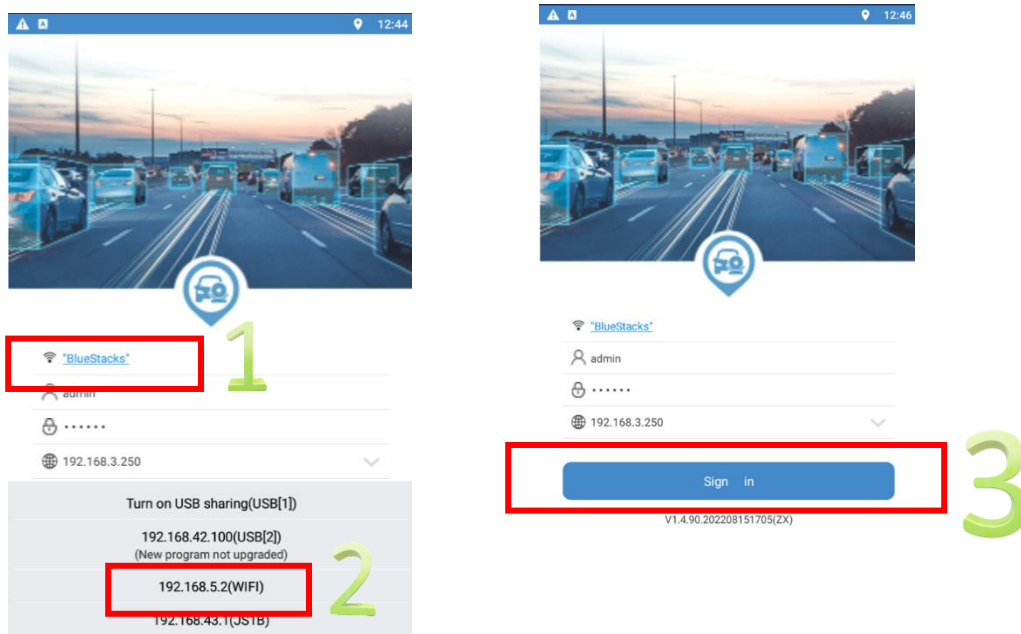 12:44
"BlueStacks"
admin
192.168.3.250
Turn on USB sharing(USB[1])
192.168.42.100(USB[2])
(New program not upgraded)
192.168.5.2(WIFI)
192.168.43.1(JS1B)
1
2
12:46
"BlueStacks"
admin
192.168.3.250
Sign in
V1.4.90.202208151705(ZX)
3